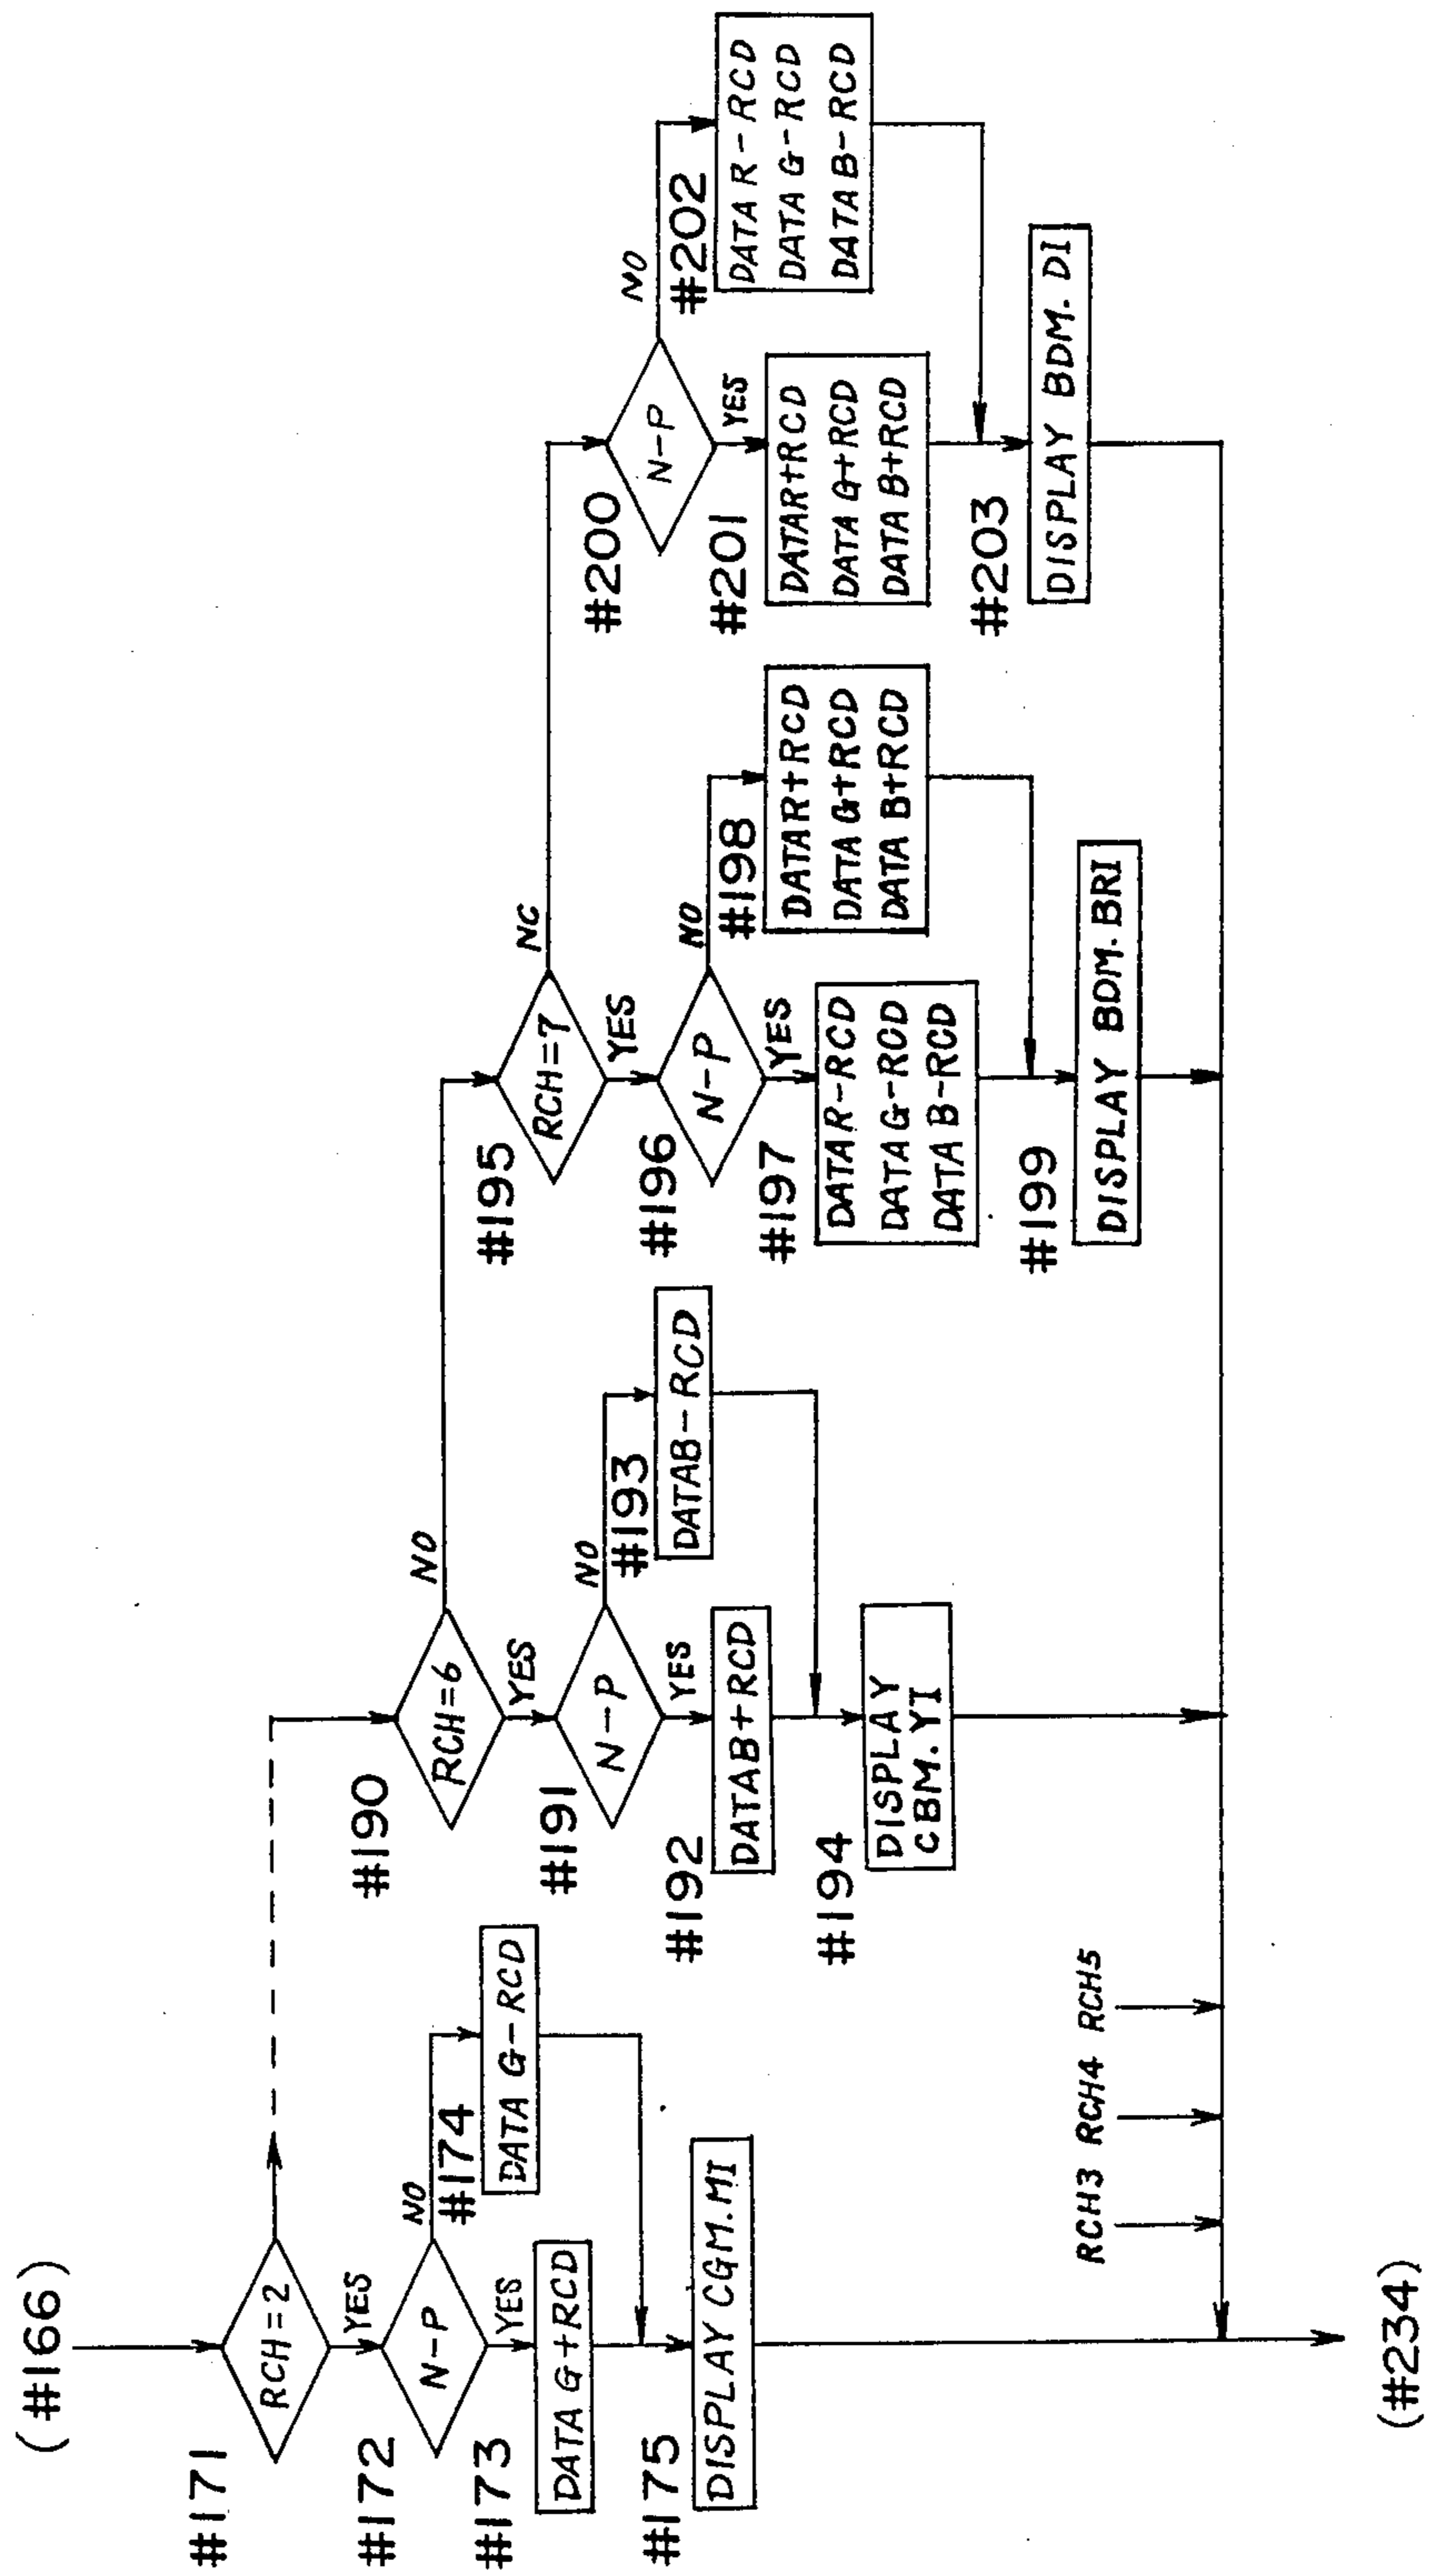 (#166)
#171
RCH=2
YES
#172
N-P
NO
YES
#173
DATA G+RCD
#174
DATA G-RCD
#175
DISPLAY CGM.MI
#190
RCH=6
NO
YES
#191
N-P
NO
YES
#192
DATAB+RCD
#193
DATAB-RCD
#194
DISPLAY
CBM.YI
#195
RCH=7
NC
YES
#196
N-P
NO
YES
#197
DATAR-RCD
DATAG-RCD
DATA B-RCD
#198
DATAR+RCD
DATA G+RCD
DATA B+RCD
#199
DISPLAY BDM.BRI
#200
N-P
NO
YES
#201
DATAR+RCD
DATA G+RCD
DATA B+RCD
#202
DATA R-RCD
DATA G-RCD
DATA B-RCD
#203
DISPLAY BDM. DI
RCH3 RCH4 RCH5
(#234)